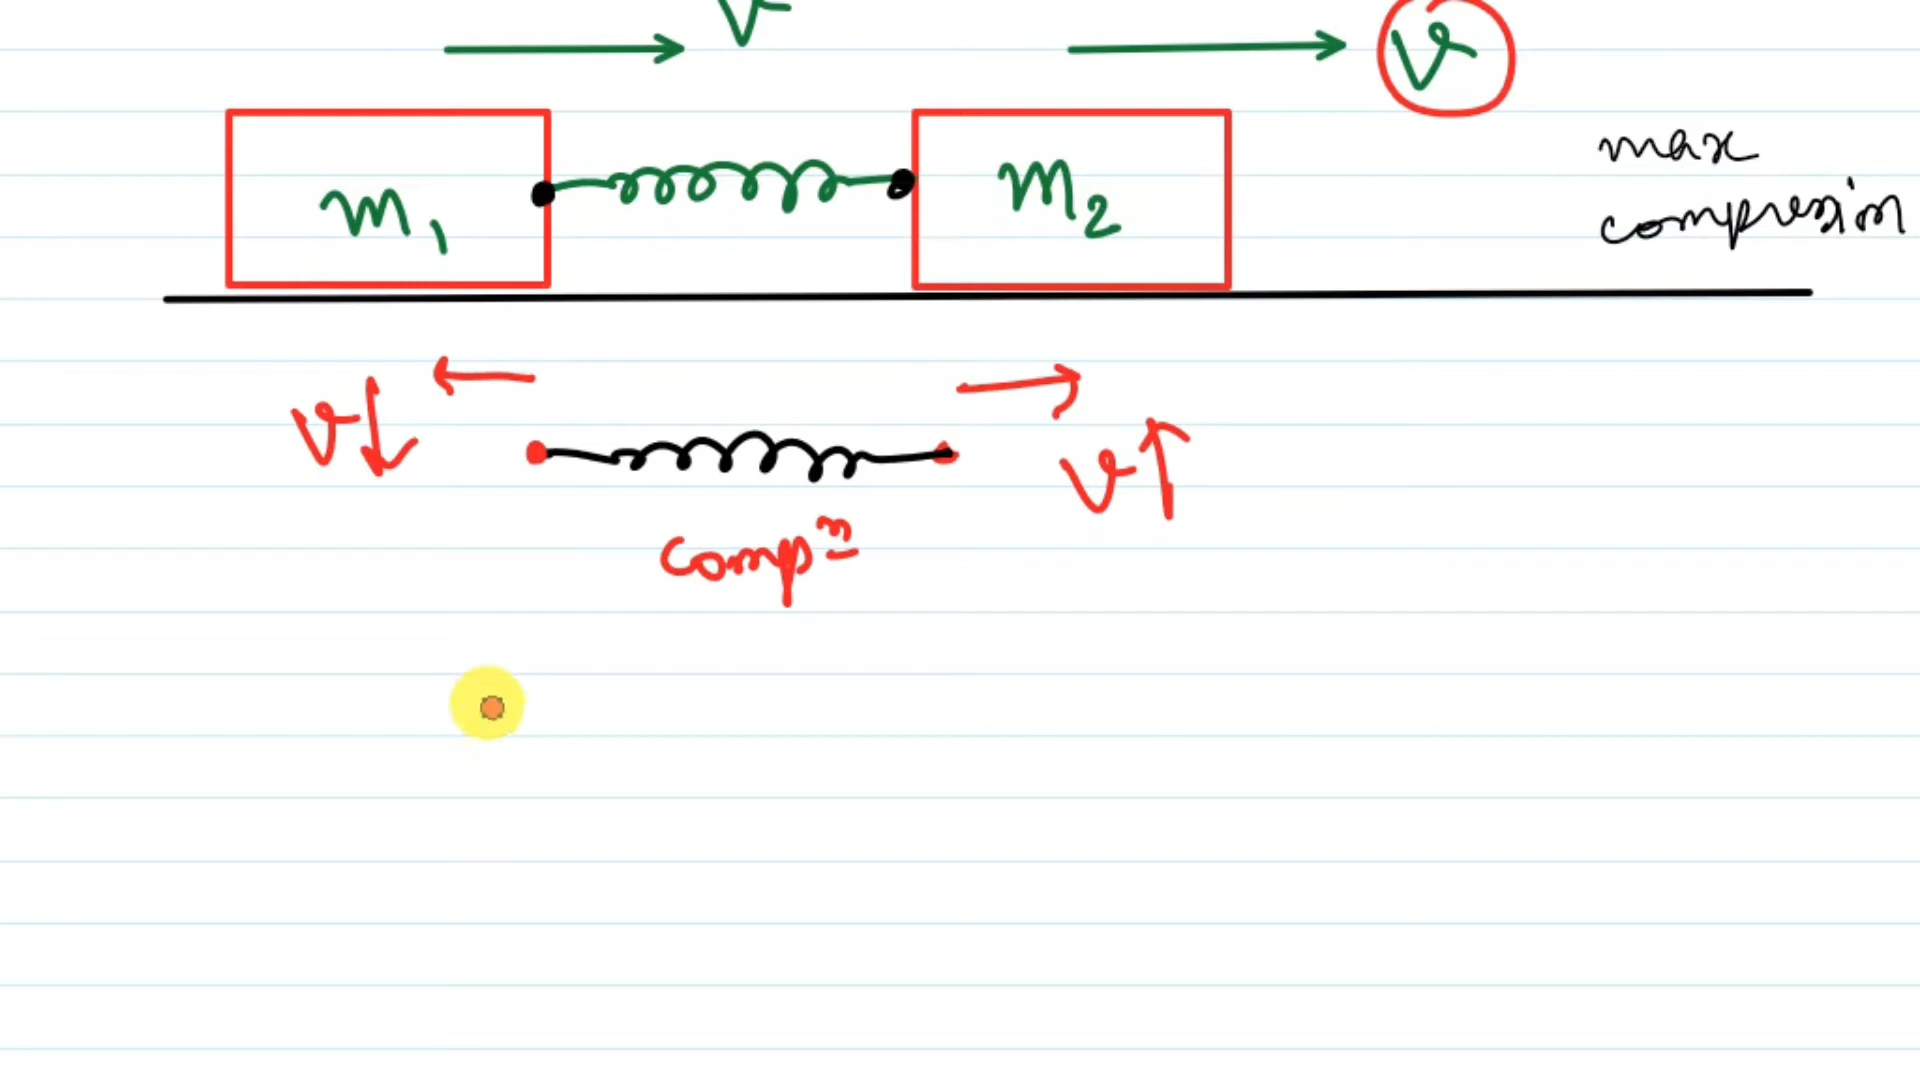 v v
m1 m2
max
compression
v↓ v↑
compⁿ